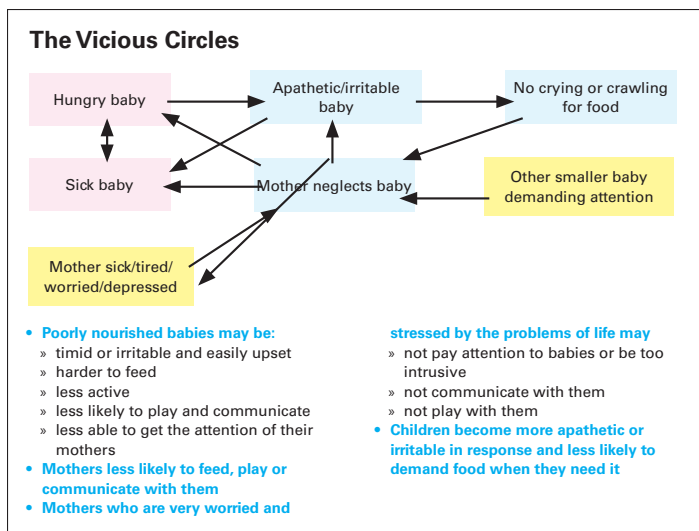 The Vicious Circles
Hungry baby
Apathetic/irritable
baby
No crying or crawling
for food
Sick baby
Mother neglects baby
Other smaller baby
demanding attention
Mother sick/tired/
worried/depressed
• Poorly nourished babies may be:
» timid or irritable and easily upset
» harder to feed
» less active
» less likely to play and communicate
» less able to get the attention of their
mothers
• Mothers less likely to feed, play or
communicate with them
• Mothers who are very worried and
stressed by the problems of life may
» not pay attention to babies or be too
intrusive
» not communicate with them
» not play with them
• Children become more apathetic or
irritable in response and less likely to
demand food when they need it